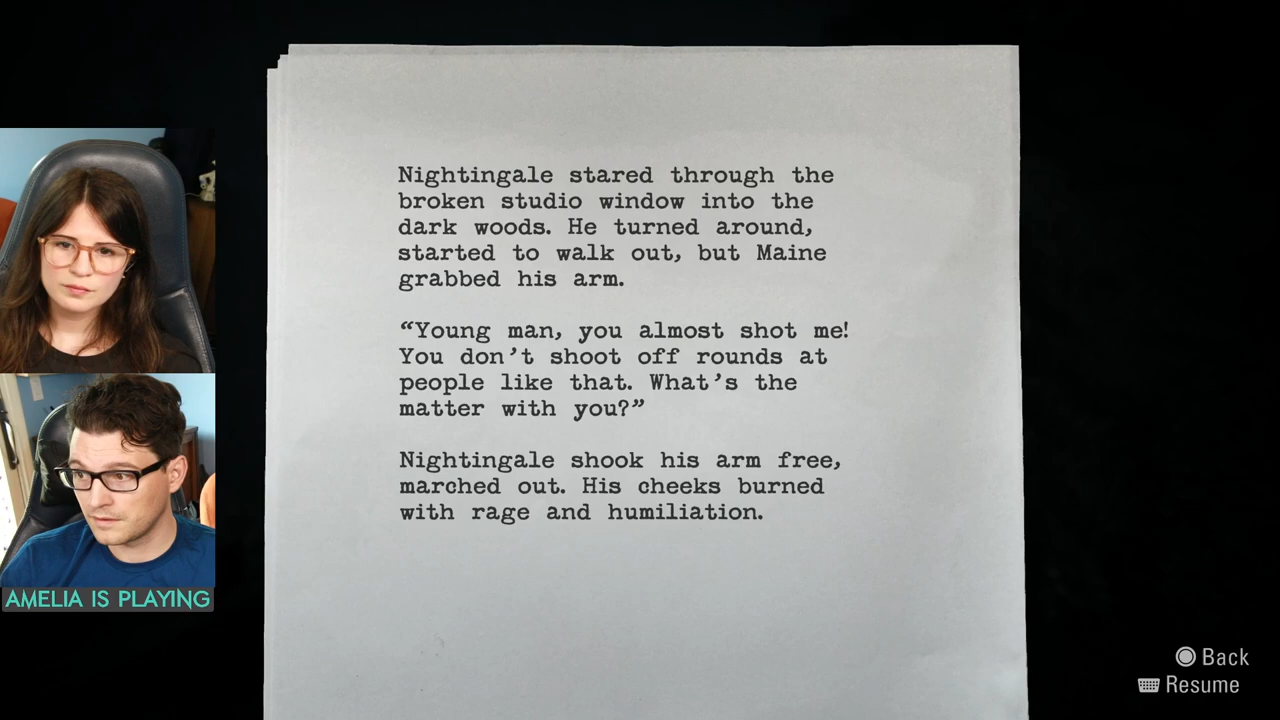 Nightingale stared through the
broken studio window into the
dark woods. He turned around,
started to walk out, but Maine
grabbed his arm.
“Young man, you almost shot me!
You don’t shoot off rounds at
people like that. What’s the
matter with you?”
Nightingale shook his arm free,
marched out. His cheeks burned
with rage and humiliation.
AMELIA IS PLAYING
Back
Resume